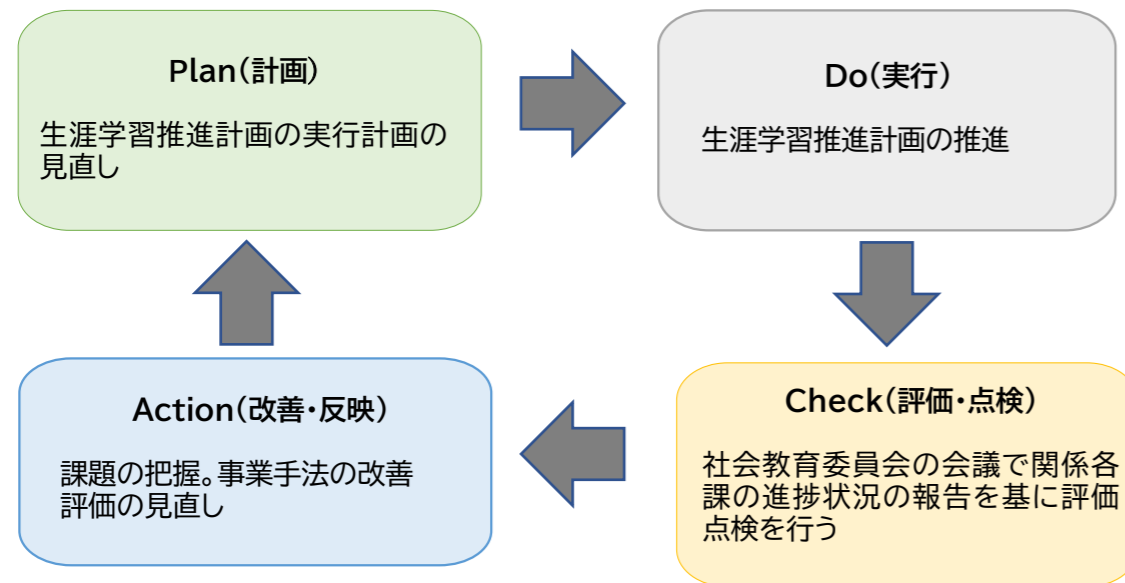 Plan(計画)
生涯学習推進計画の実行計画の
見直し
Do(実行)
生涯学習推進計画の推進
Check(評価・点検)
社会教育委員会の会議で関係各
課の進捗状況の報告を基に評価
点検を行う
Action(改善・反映)
課題の把握。事業手法の改善
評価の見直し